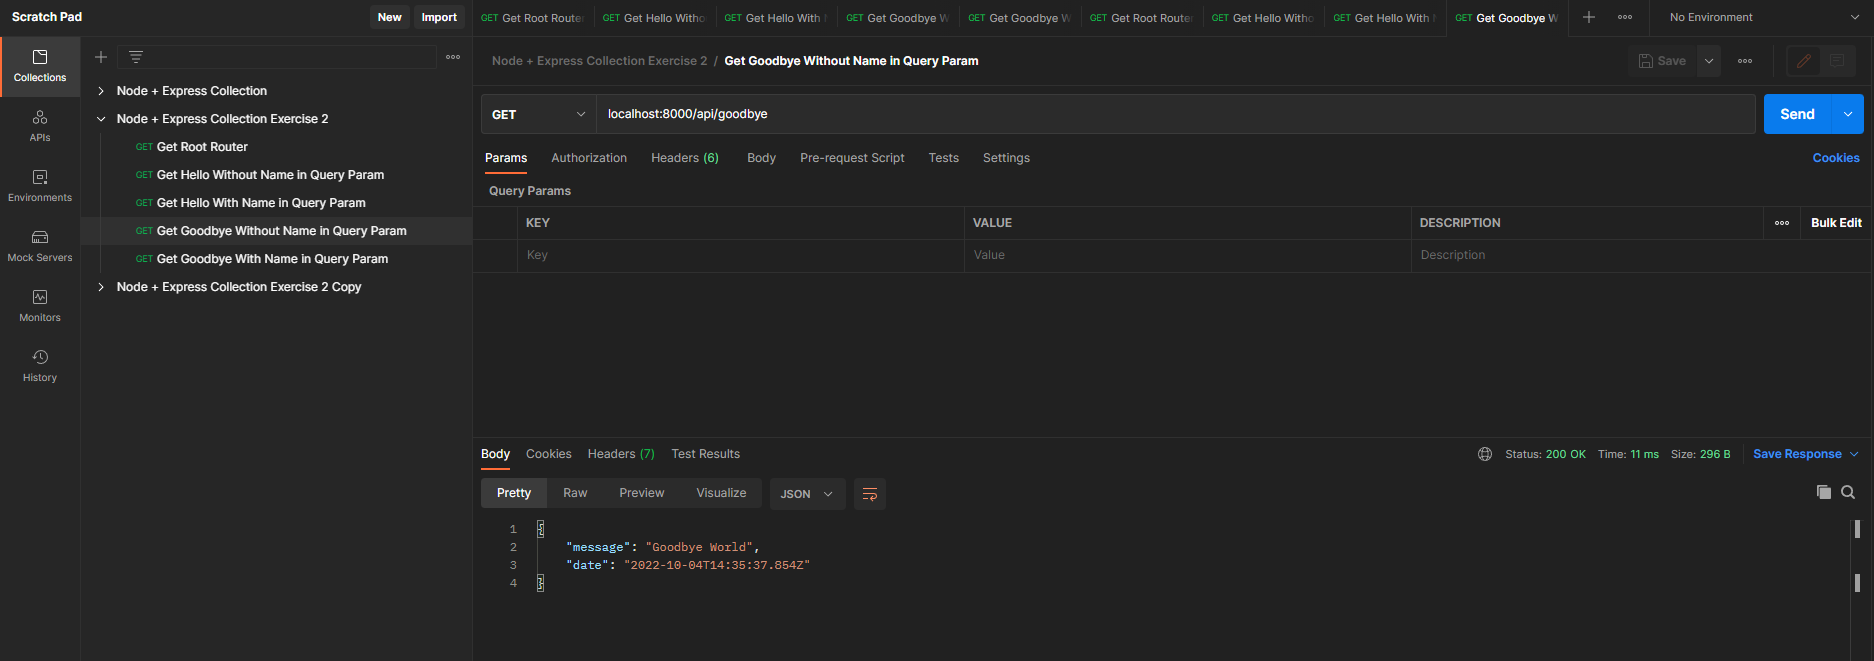 Scratch Pad
New
Import
GET Get Root Route
GET Get Hello Witho
GET Get Hello With
GET Get Goodbye W
GET Get Goodbye W
GET Get Root Route
GET Get Hello Witho
GET Get Hello With
GET Get Goodbye W
No Environment
Collections
APIs
Environments
Mock Servers
Monitors
History
Node + Express Collection
Node + Express Collection Exercise 2
GET Get Root Router
GET Get Hello Without Name in Query Param
GET Get Hello With Name in Query Param
GET Get Goodbye Without Name in Query Param
GET Get Goodbye With Name in Query Param
Node + Express Collection Exercise 2 Copy
Node + Express Collection Exercise 2 / Get Goodbye Without Name in Query Param
Save
GET
localhost:8000/api/goodbye
Send
Params Authorization Headers (6) Body Pre-request Script Tests Settings
Cookies
Query Params
KEY VALUE DESCRIPTION Bulk Edit
Key Value Description
Body Cookies Headers (7) Test Results
Status: 200 OK Time: 11 ms Size: 296 B Save Response
Pretty Raw Preview Visualize JSON
1 {
2 "message": "Goodbye World",
3 "date": "2022-10-04T14:35:37.854Z"
4 }